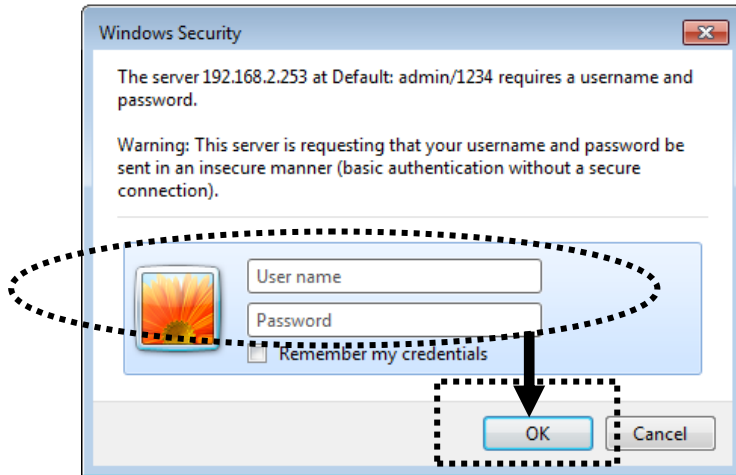 Windows Security
The server 192.168.2.253 at Default: admin/1234 requires a username and
password.
Warning: This server is requesting that your username and password be
sent in an insecure manner (basic authentication without a secure
connection).
User name
Password
Remember my credentials
OK
Cancel